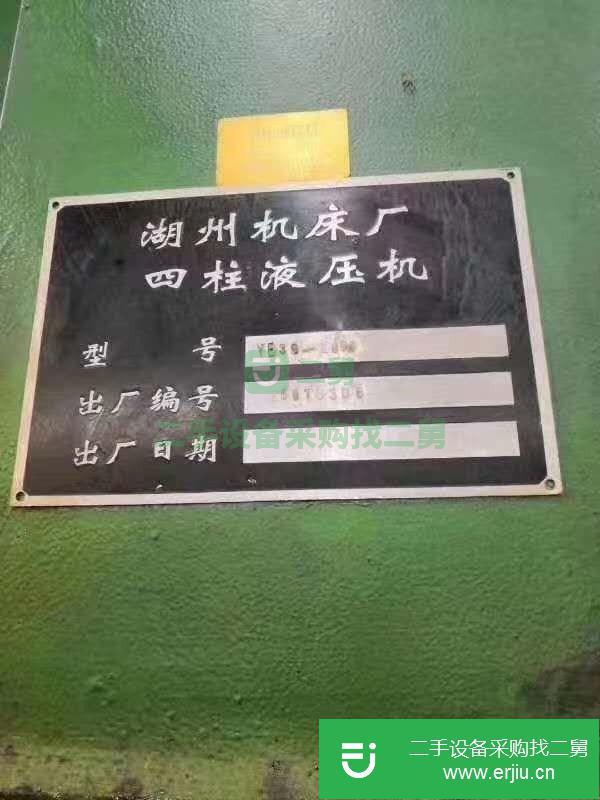 湖州机床厂
四柱液压机
型 号
出厂编号
出厂日期
二舅
二手设备采购找二舅
二手设备采购找二舅
www.erjiu.cn